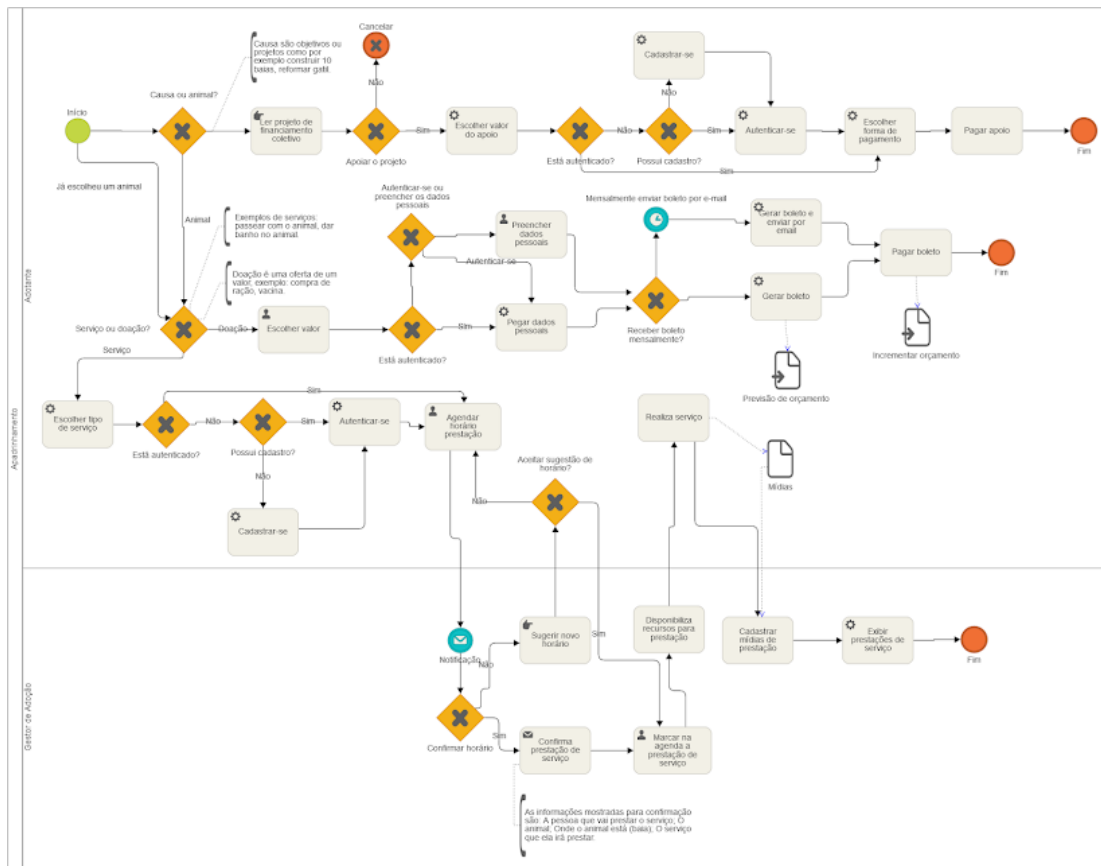 Cancelar
Causa são objetivos ou
projetos como por
exemplo construir 10
baias, reformar gatil.
Causa ou animal?
Início
Ler projeto de
financiamento
coletivo
Não
Apoiar o projeto
Sim
Escolher valor
do apoio
Está autenticado?
Não
Cadastrar-se
Não
Possui cadastro?
Sim
Autenticar-se
Sim
Escolher
forma de
pagamento
Pagar apoio
Fim
Já escolheu um animal
Animal
Exemplos de serviços:
passear com o animal, dar
banho no animal.
Doação é uma oferta de um
valor, exemplo: compra de
ração, vacina.
Serviço ou doação?
Doação
Escolher valor
Está autenticado?
Sim
Autenticar-se ou
preencher os dados
pessoais
Preencher
dados
pessoais
Autenticar-se
Pegar dados
pessoais
Mensalmente enviar boleto por e-mail
Receber boleto
mensalmente?
Gerar boleto e
enviar por
email
Gerar boleto
Pagar boleto
Fim
Previsão de orçamento
Incrementar orçamento
Serviço
Escolher tipo
de serviço
Está autenticado?
Sim
Não
Possui cadastro?
Sim
Não
Autenticar-se
Cadastrar-se
Agendar
horário
prestação
Aceitar sugestão de
horário?
Não
Sim
Realiza serviço
Mídias
Adotante
Apadrinhamento
Gestor de Adoção
Notificação
Não
Sugerir novo
horário
Confirmar horário
Sim
Confirma
prestação de
serviço
Marcar na
agenda a
prestação de
serviço
Disponibiliza
recursos para
prestação
Cadastrar
mídias de
prestação
Exibir
prestações de
serviço
Fim
As informações mostradas para confirmação
são: A pessoa que vai prestar o serviço; O
animal; Onde o animal está (baia); O serviço
que ela irá prestar.